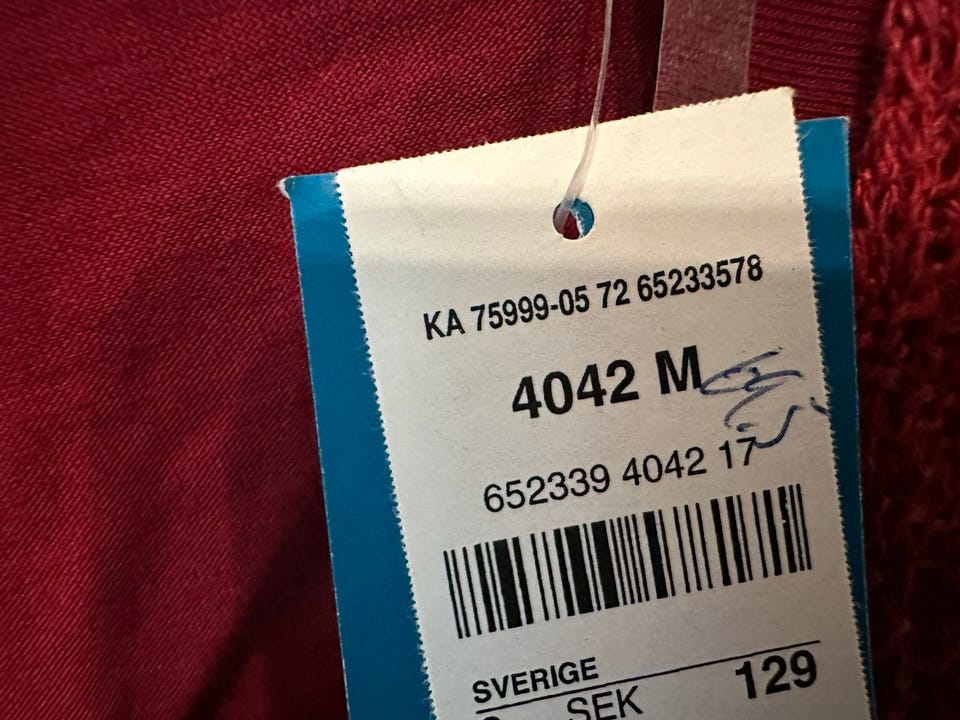 KA 75999-05 72 65233578
4042 M
652339 4042 17
SVERIGE
SEK 129